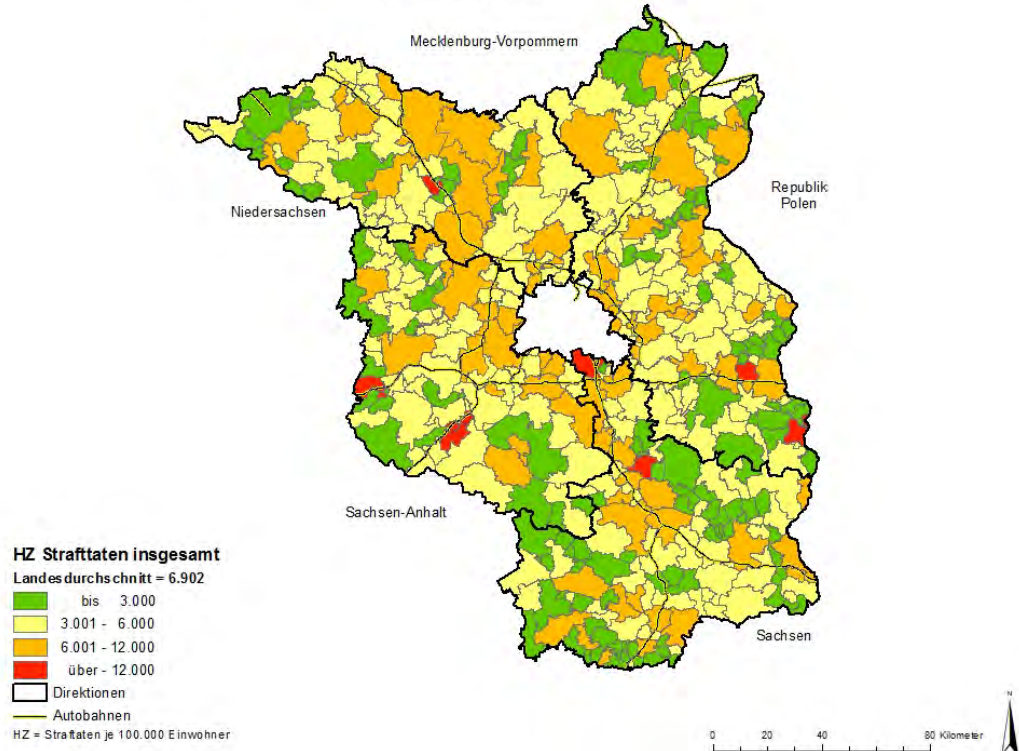 Mecklenburg-Vorpommern
Republik
Polen
Niedersachsen
Sachsen-Anhalt
Sachsen
HZ Strafttaten insgesamt
Landesdurchschnitt = 6.902
bis 3.000
3.001 - 6.000
6.001 - 12.000
über - 12.000
Direktionen
Autobahnen
HZ = Straftaten je 100.000 Einwohner
0 20 40 80 Kilometer
N